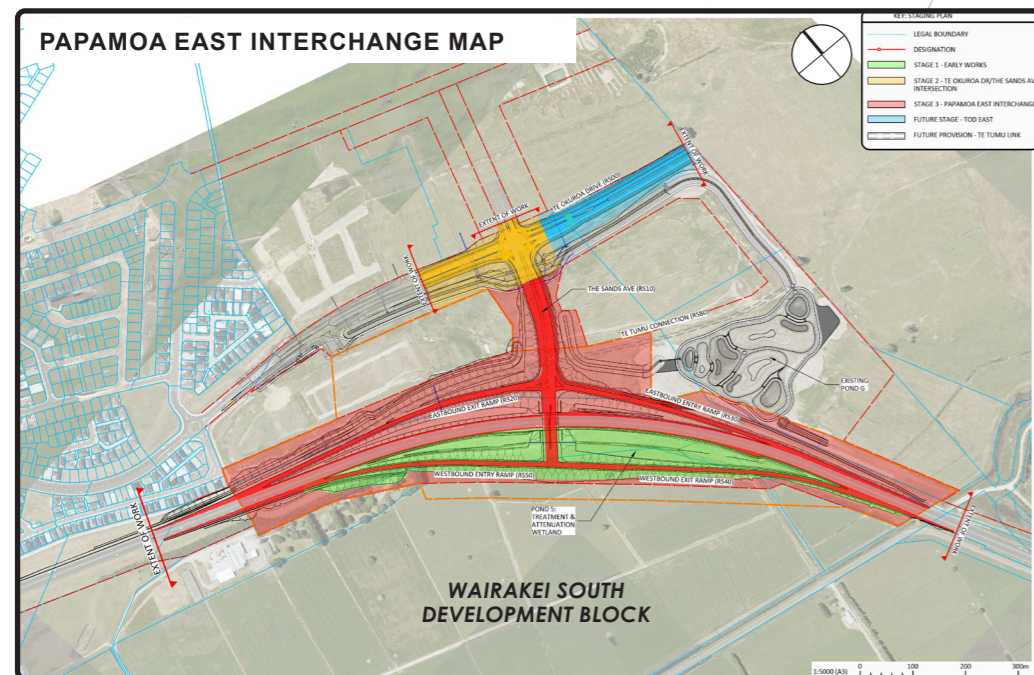 PAPAMOA EAST INTERCHANGE MAP
KEY: STAGING PLAN
LEGAL BOUNDARY
DESIGNATION
STAGE 1 - EARLY WORKS
STAGE 2 - TE OKUROA DR/THE SANDS AV
INTERSECTION
STAGE 3 - PAPAMOA EAST INTERCHANGE
FUTURE STAGE - TOD EAST
FUTURE PROVISION - TE TUMU LINK
EXTENT OF WORK
TE OKUROA DRIVE (RS00)
EXTENT OF WORK
EXTENT OF WORK
THE SANDS AVE (RS10)
TE TUMU CONNECTION (RS80)
EXISTING
POND G
EASTBOUND EXIT RAMP (RS20)
EASTBOUND ENTRY RAMP (RS30)
WESTBOUND ENTRY RAMP (RS50)
WESTBOUND EXIT RAMP (RS40)
EXTENT OF WORK
POND 5:
TREATMENT &
ATTENUATION
WETLAND
EXTENT OF WORK
WAIRAKEI SOUTH
DEVELOPMENT BLOCK
1:5000 (A3) 0 100 200 300m